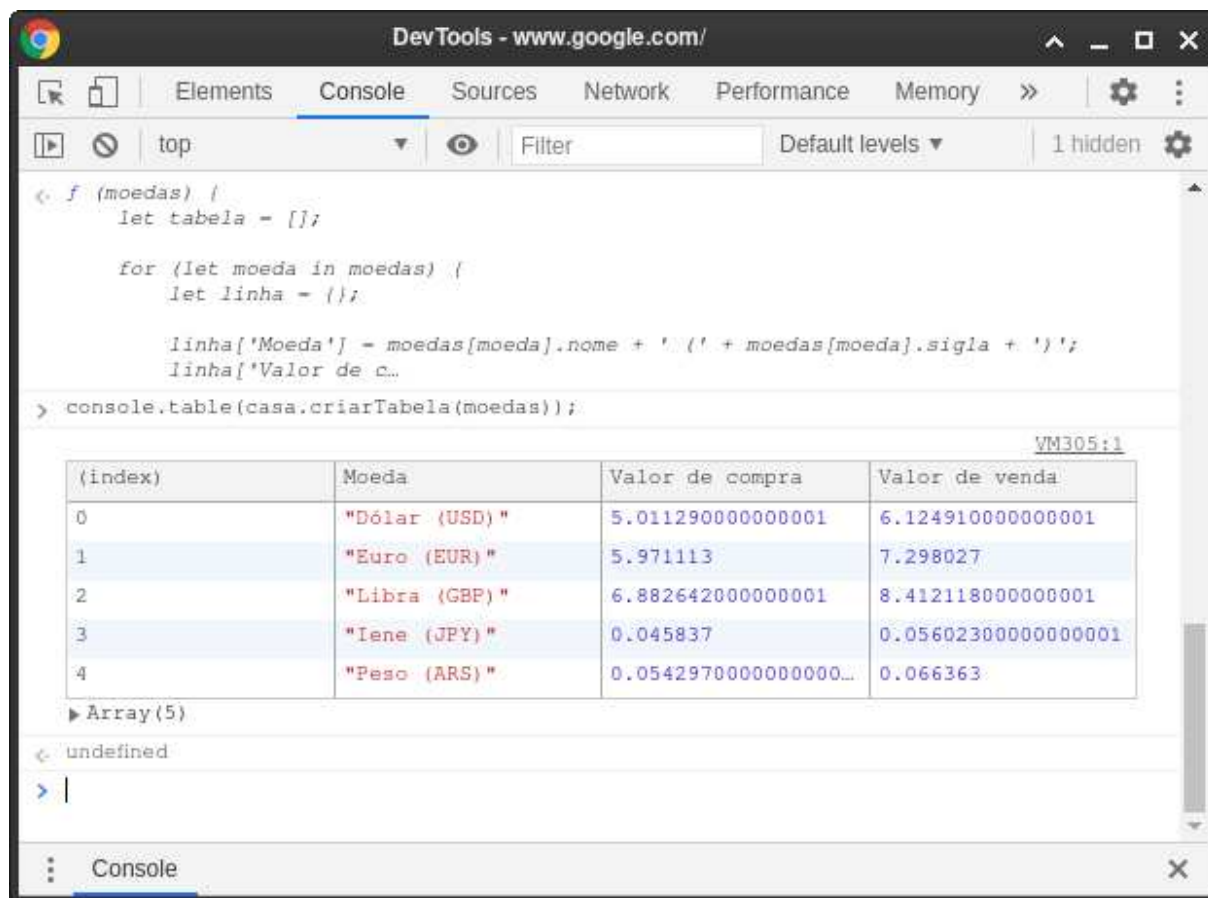 DevTools - www.google.com/
Elements Console Sources Network Performance Memory »
top Filter Default levels ▼ 1 hidden
f (moedas) {
let tabela = [];
for (let moeda in moedas) {
let linha = {};
linha['Moeda'] = moedas[moeda].nome + ' (' + moedas[moeda].sigla + ')';
linha['Valor de c…
> console.table(casa.criarTabela(moedas));
VM305:1
(index) Moeda Valor de compra Valor de venda
0 "Dólar (USD)" 5.011290000000001 6.124910000000001
1 "Euro (EUR)" 5.971113 7.298027
2 "Libra (GBP)" 6.882642000000001 8.412118000000001
3 "Iene (JPY)" 0.045837 0.05602300000000001
4 "Peso (ARS)" 0.0542970000000000… 0.066363
▶ Array(5)
undefined
>
Console